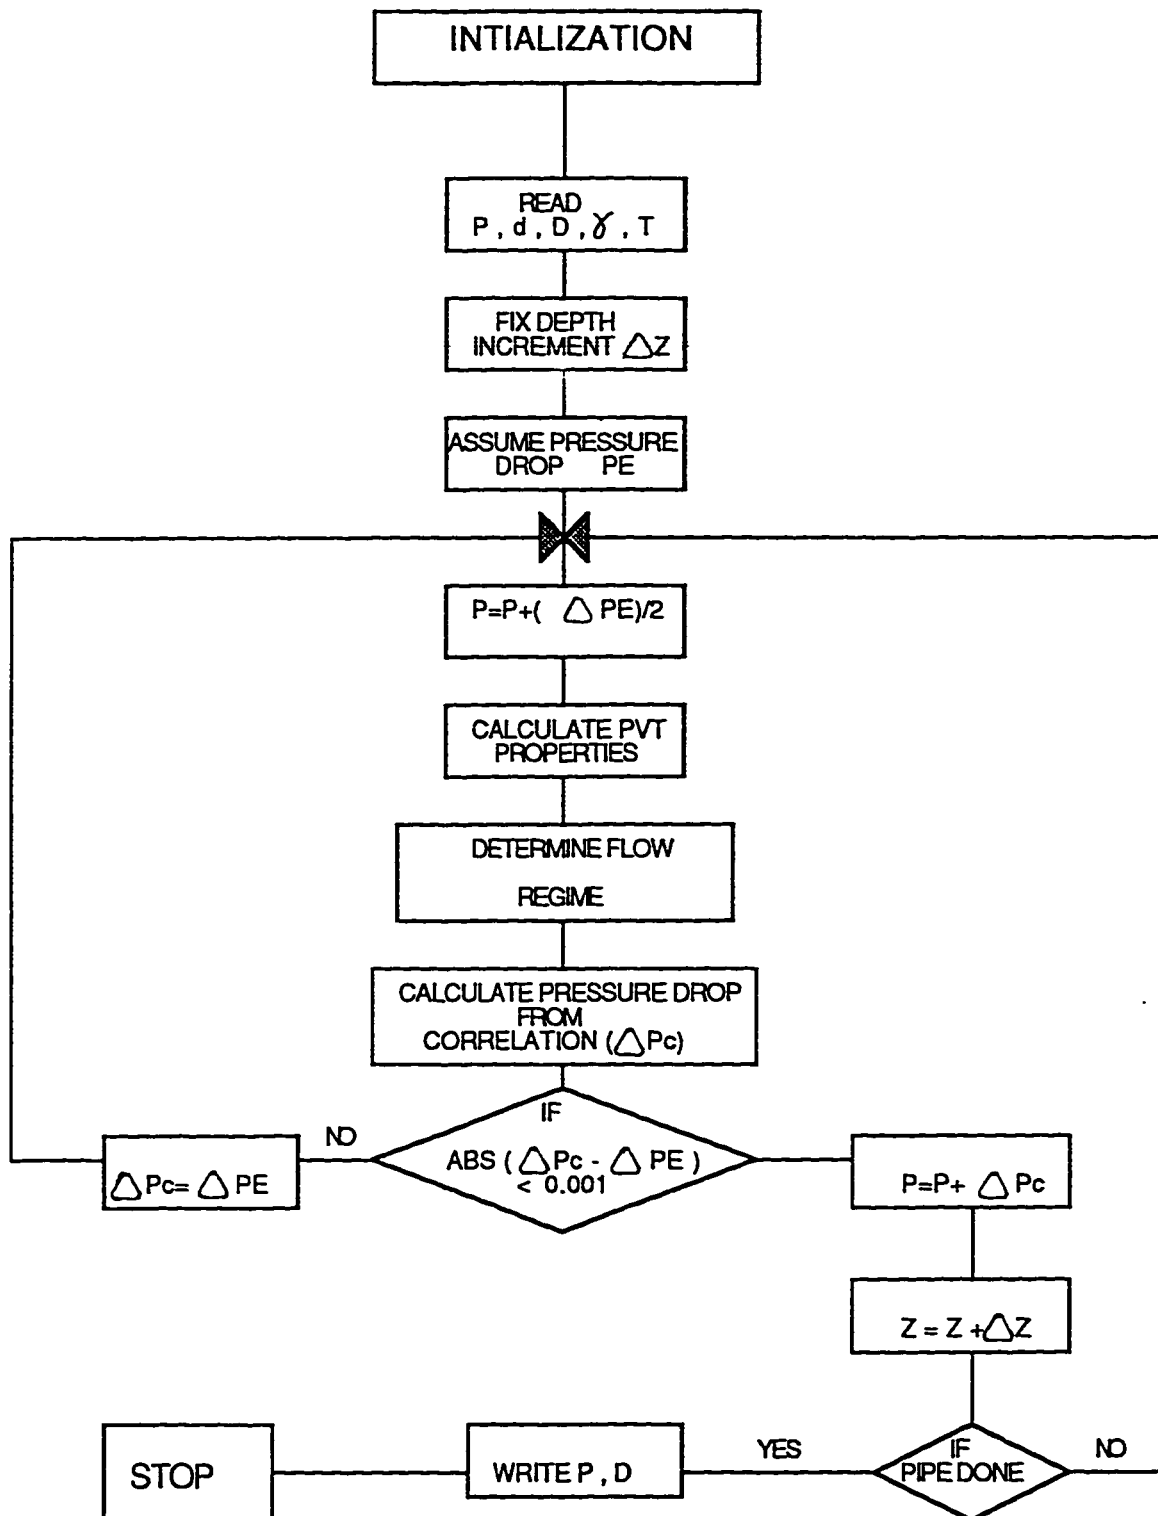 INTIALIZATION
READ
P , d , D , γ , T
FIX DEPTH
INCREMENT △Z
ASSUME PRESSURE
DROP PE
P=P+( △ PE)/2
CALCULATE PVT
PROPERTIES
DETERMINE FLOW
REGIME
CALCULATE PRESSURE DROP
FROM
CORRELATION (△Pc)
IF
NO
ABS ( △Pc - △ PE )
< 0.001
△Pc= △ PE
P=P+ △Pc
Z = Z +△Z
STOP
WRITE P , D
YES
IF
PIPE DONE
NO